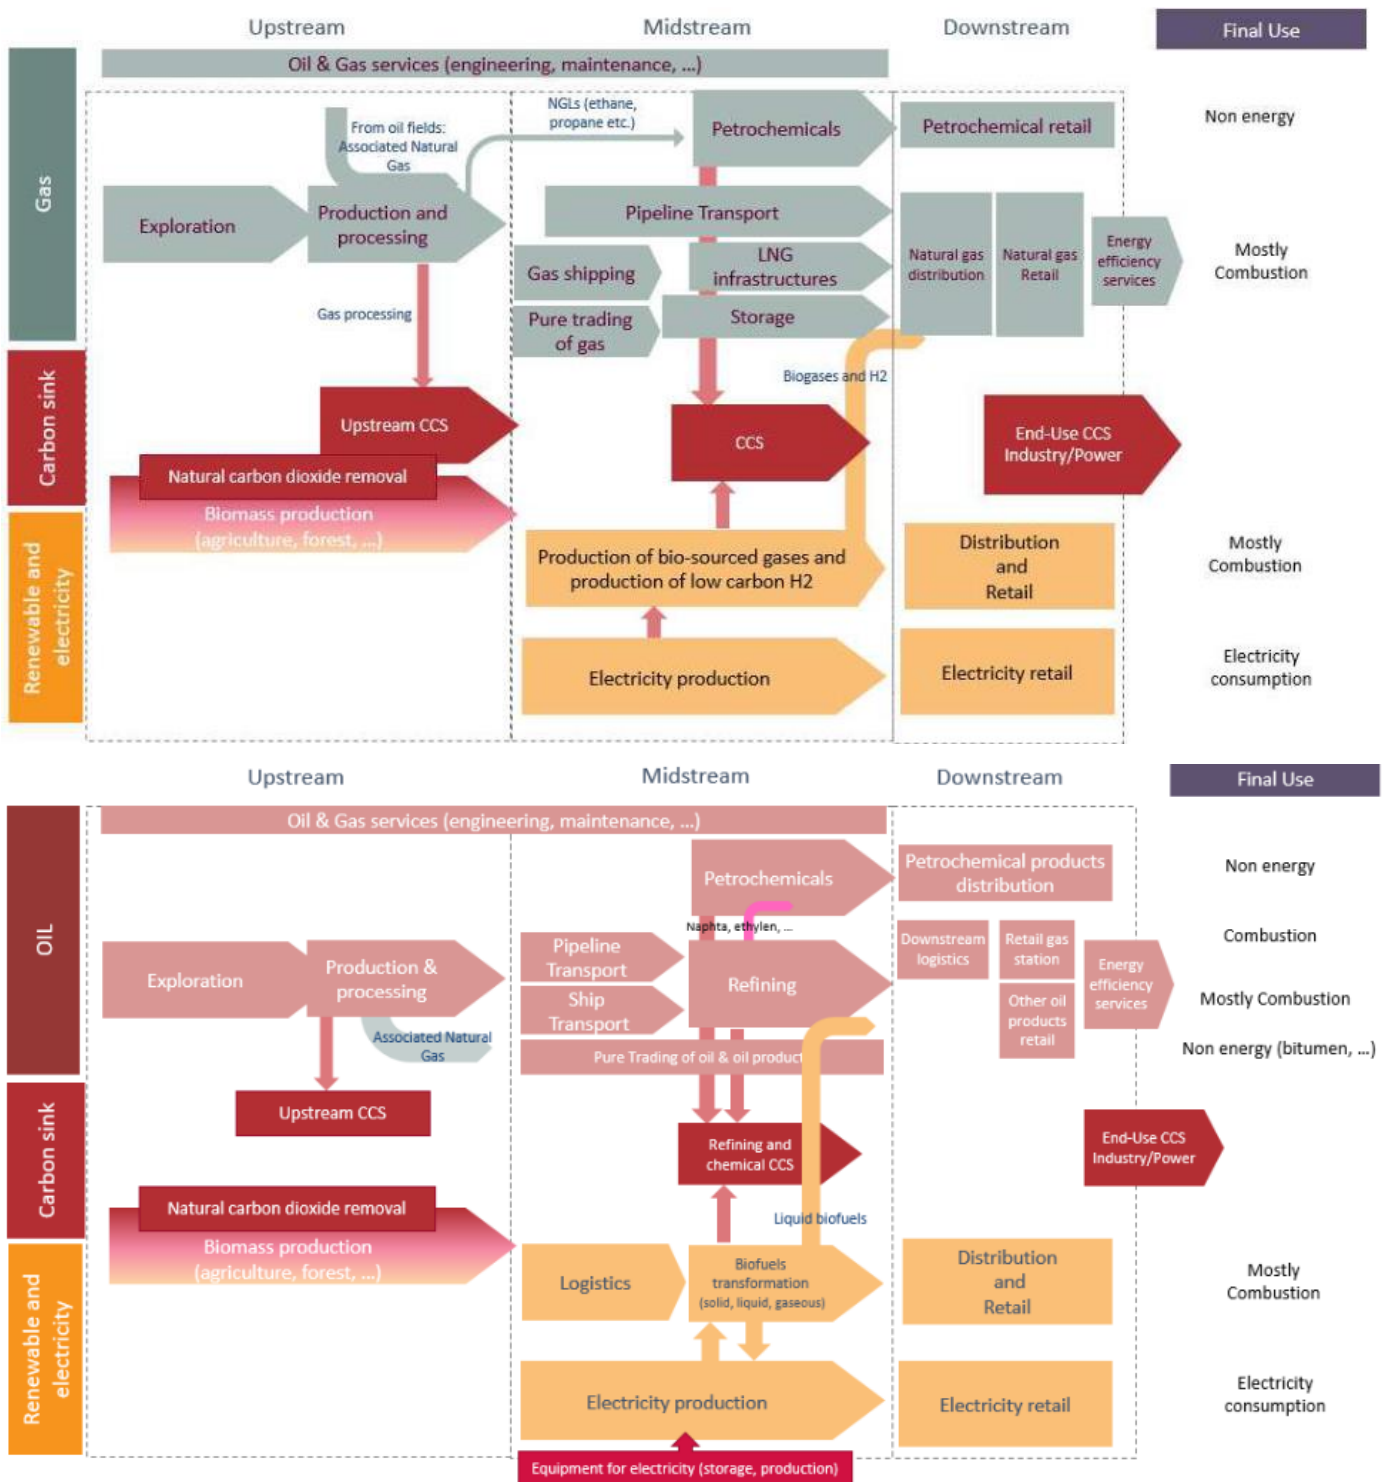 Upstream
Midstream
Downstream
Final Use
Oil & Gas services (engineering, maintenance, ...)
Gas
NGLs (ethane,
propane etc.)
From oil fields:
Associated Natural
Gas
Petrochemicals
Petrochemical retail
Non energy
Exploration
Production and
processing
Pipeline Transport
Gas shipping
LNG
infrastructures
Natural gas
distribution
Natural gas
Retail
Energy
efficiency
services
Mostly
Combustion
Gas processing
Pure trading
of gas
Storage
Biogases and H2
Carbon sink
Upstream CCS
CCS
End-Use CCS
Industry/Power
Natural carbon dioxide removal
Biomass production
(agriculture, forest, ...)
Renewable and
electricity
Production of bio-sourced gases and
production of low carbon H2
Distribution
and
Retail
Mostly
Combustion
Electricity production
Electricity retail
Electricity
consumption
Upstream
Midstream
Downstream
Final Use
Oil & Gas services (engineering, maintenance, ...)
OIL
Petrochemicals
Petrochemical products
distribution
Non energy
Naphta, ethylen, ...
Exploration
Production &
processing
Pipeline
Transport
Ship
Transport
Refining
Downstream
logistics
Retail gas
station
Other oil
products
retail
Energy
efficiency
services
Combustion
Mostly Combustion
Non energy (bitumen, ...)
Associated Natural
Gas
Pure Trading of oil & oil product
Carbon sink
Upstream CCS
Refining and
chemical CCS
End-Use CCS
Industry/Power
Natural carbon dioxide removal
Biomass production
(agriculture, forest, ...)
Liquid biofuels
Renewable and
electricity
Logistics
Biofuels
transformation
(solid, liquid, gaseous)
Distribution
and
Retail
Mostly
Combustion
Electricity production
Electricity retail
Electricity
consumption
Equipment for electricity (storage, production)